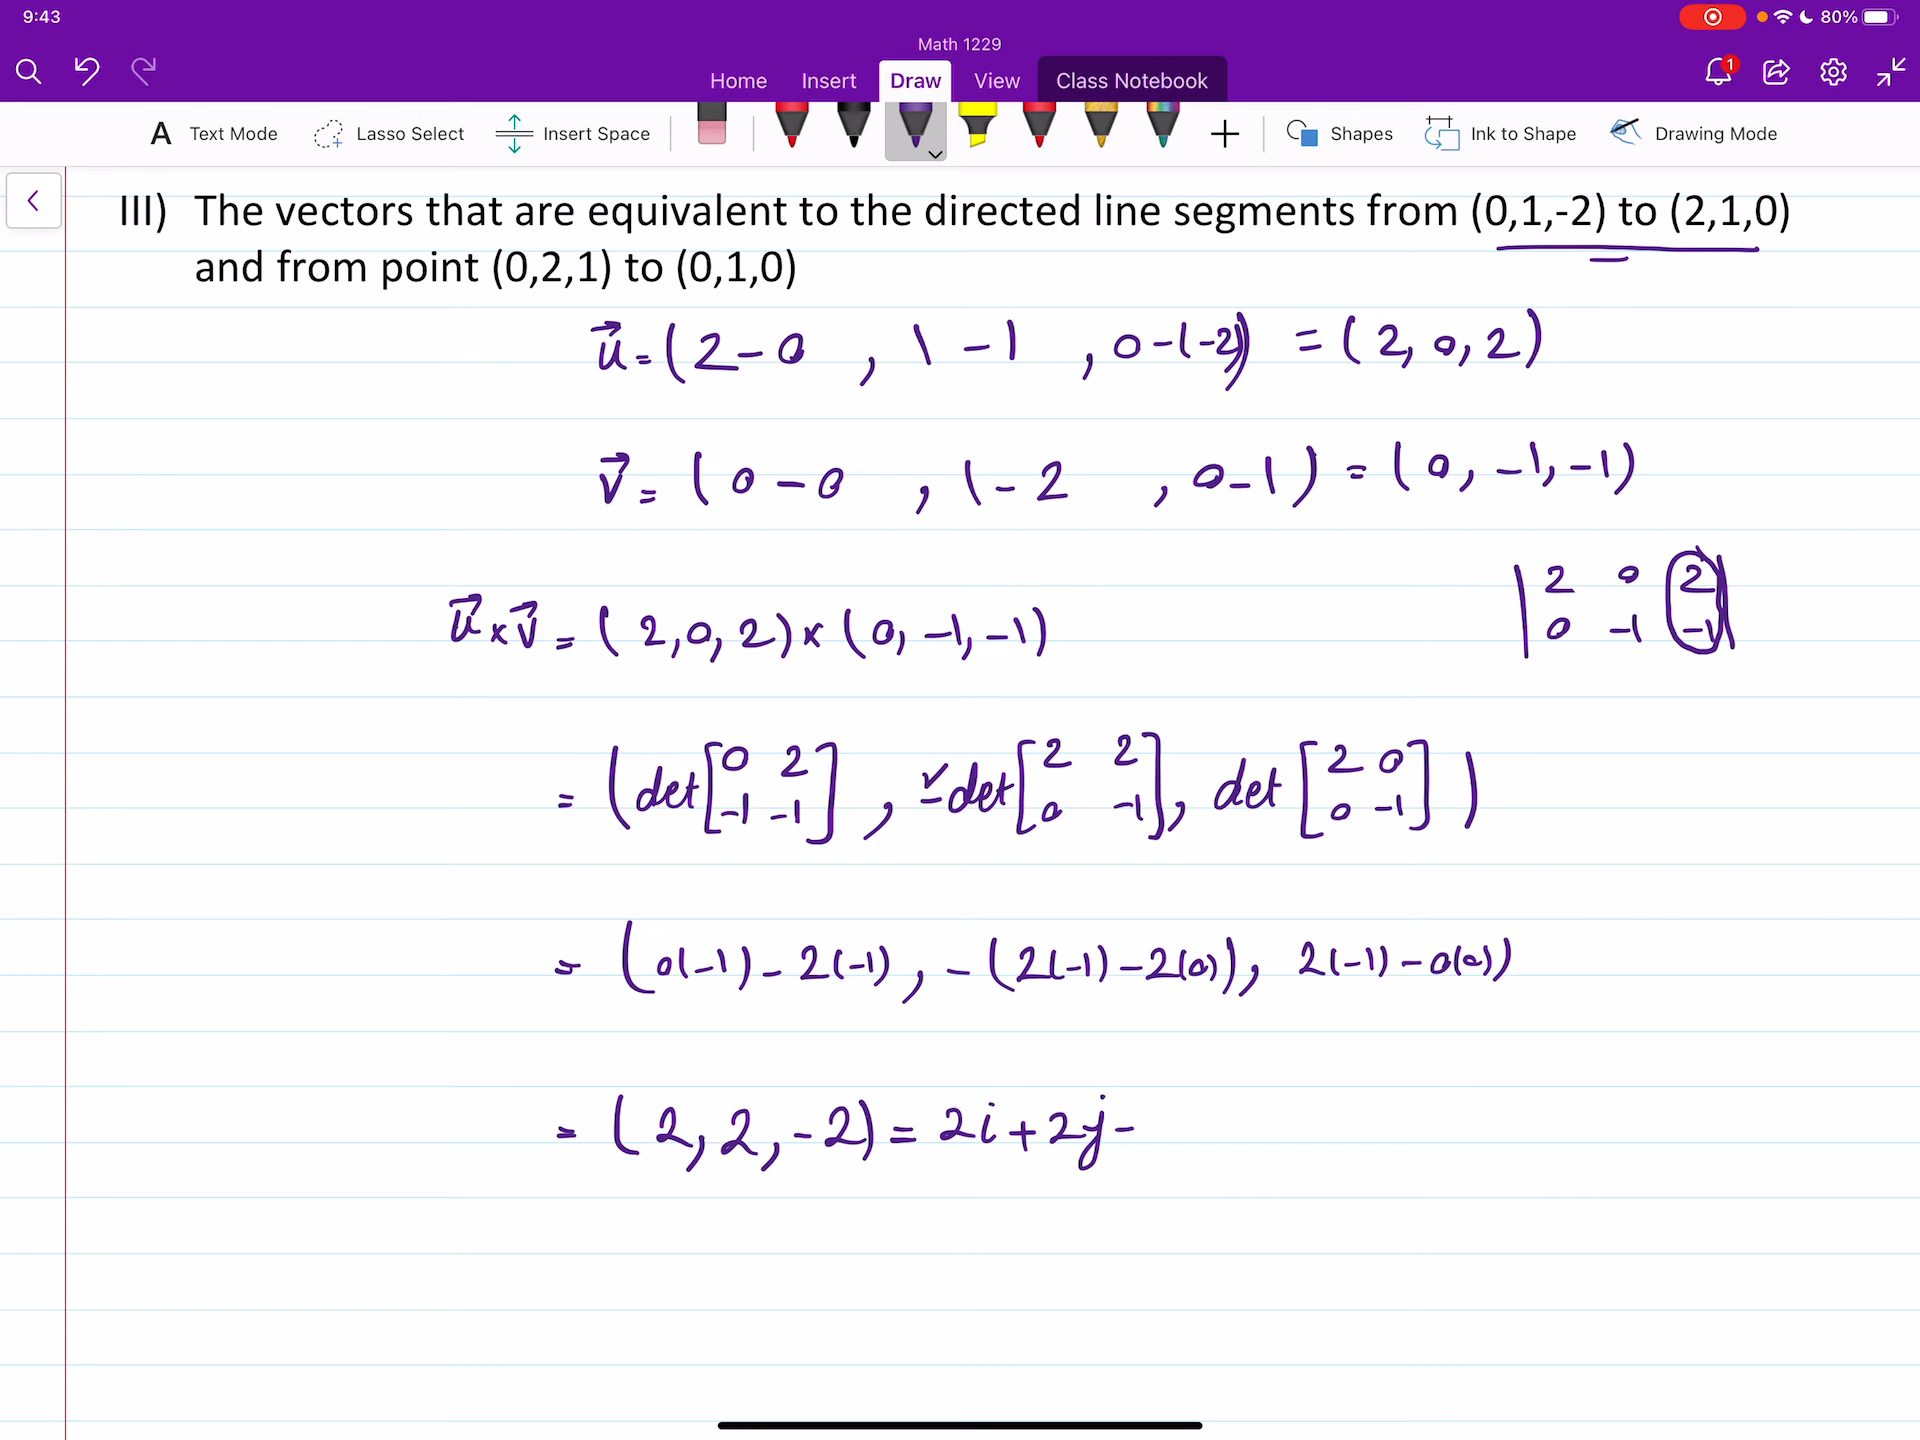 9:43
80%
Math 1229
1
Home Insert Draw View Class Notebook
A Text Mode Lasso Select Insert Space Shapes Ink to Shape Drawing Mode
III) The vectors that are equivalent to the directed line segments from (0,1,-2) to (2,1,0)
and from point (0,2,1) to (0,1,0)
u⃗ = (2-0, 1-1, 0-(-2)) = (2, 0, 2)
v⃗ = (0-0, 1-2, 0-1) = (0, -1, -1)
| 2 0 2 |
| 0 -1 -1 |
u⃗ × v⃗ = (2, 0, 2) × (0, -1, -1)
= (det [0 2; -1 -1], -det [2 2; 0 -1], det [2 0; 0 -1])
= (0(-1) - 2(-1), -(2(-1) - 2(0)), 2(-1) - 0(0))
= (2, 2, -2) = 2i + 2j -